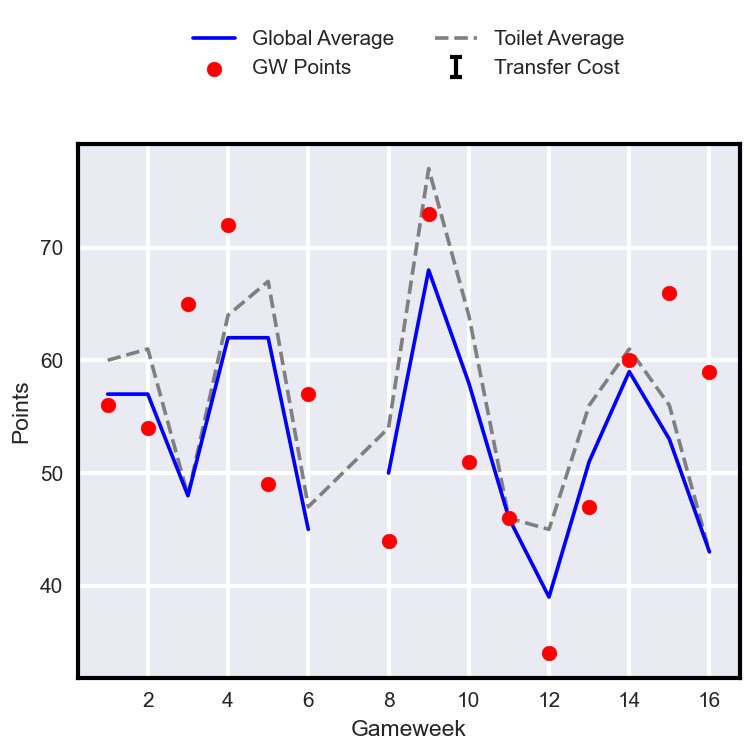 Global Average
Toilet Average
GW Points
Transfer Cost
70
60
50
40
Points
2 4 6 8 10 12 14 16
Gameweek